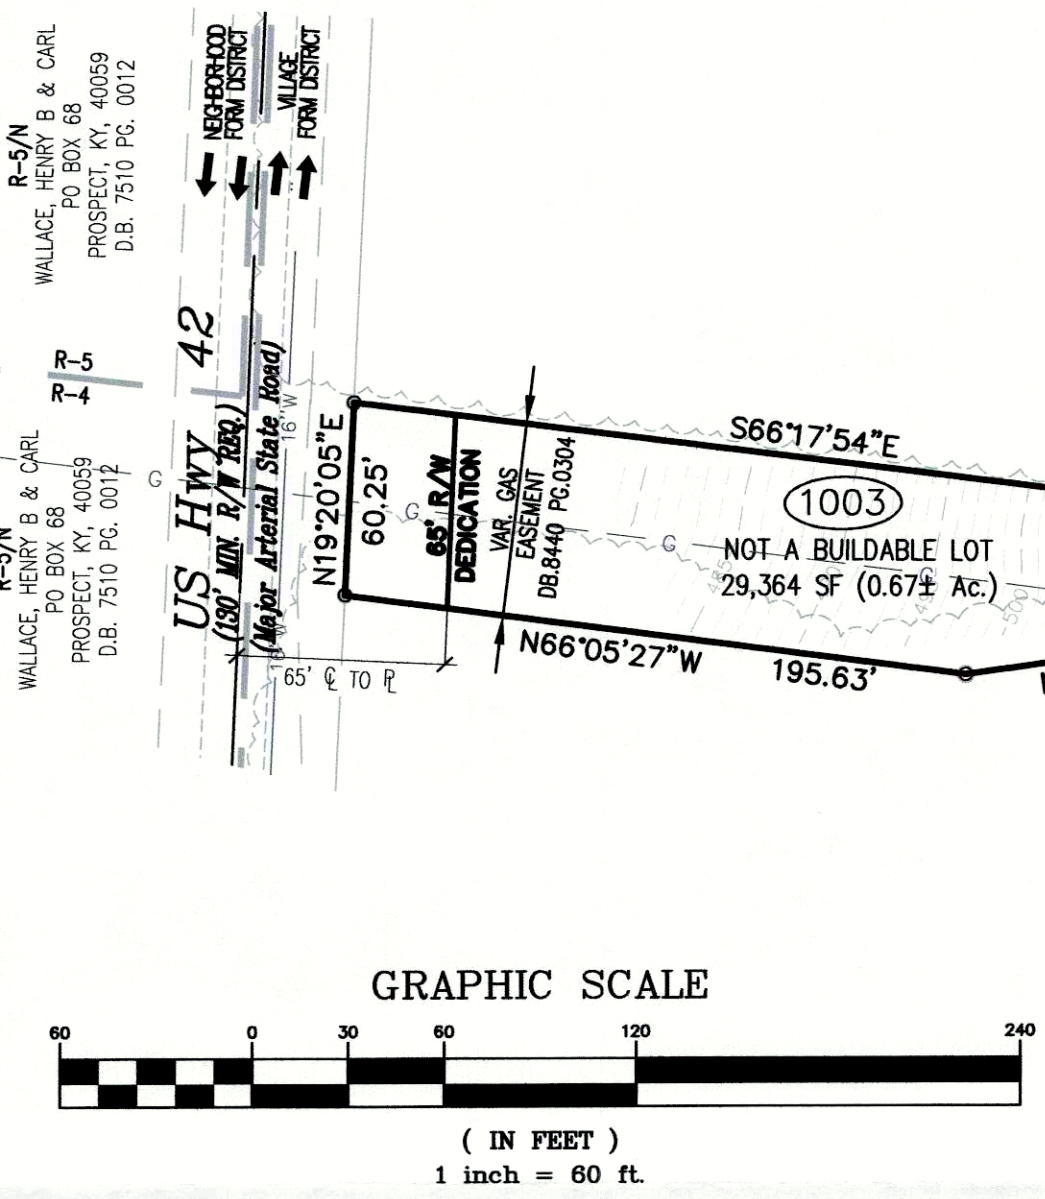 R-5/N
WALLACE, HENRY B & CARL
PO BOX 68
PROSPECT, KY, 40059
D.B. 7510 PG. 0012
NEIGHBORHOOD
FORM DISTRICT
VILLAGE
FORM DISTRICT
R-5
R-4
R-5/N
WALLACE, HENRY B & CARL
PO BOX 68
PROSPECT, KY, 40059
D.B. 7510 PG. 0012
US Hwy 42
(130' MIN. R/W REQ.)
(Major Arterial State Road)
16"W
G
N19°20'05"E
60.25'
G
65' R/W
DEDICATION
VAR. GAS
EASEMENT
DB.8440 PG.0304
S66°17'54"E
1003
G
NOT A BUILDABLE LOT
G
29,364 SF (0.67± Ac.)
500
N66°05'27"W
195.63'
65' ℄ TO ⅊
GRAPHIC SCALE
60 0 30 60 120 240
( IN FEET )
1 inch = 60 ft.